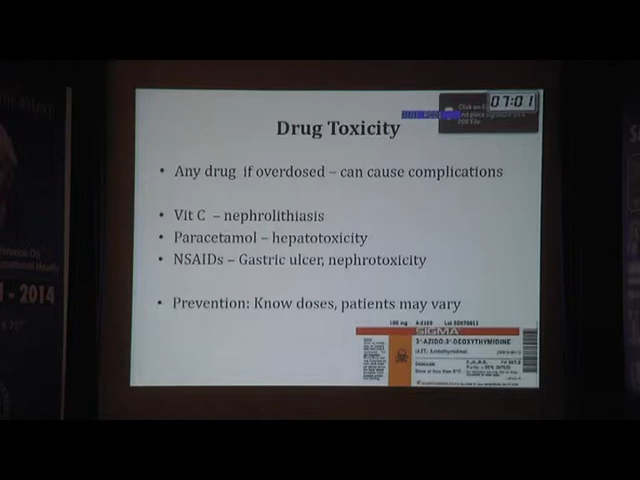 07:01
Drug Toxicity
• Any drug if overdosed – can cause complications
• Vit C – nephrolithiasis
• Paracetamol – hepatotoxicity
• NSAIDs – Gastric ulcer, nephrotoxicity
• Prevention: Know doses, patients may vary
- 2014
SIGMA
3'-AZIDO-3'-DEOXYTHYMIDINE